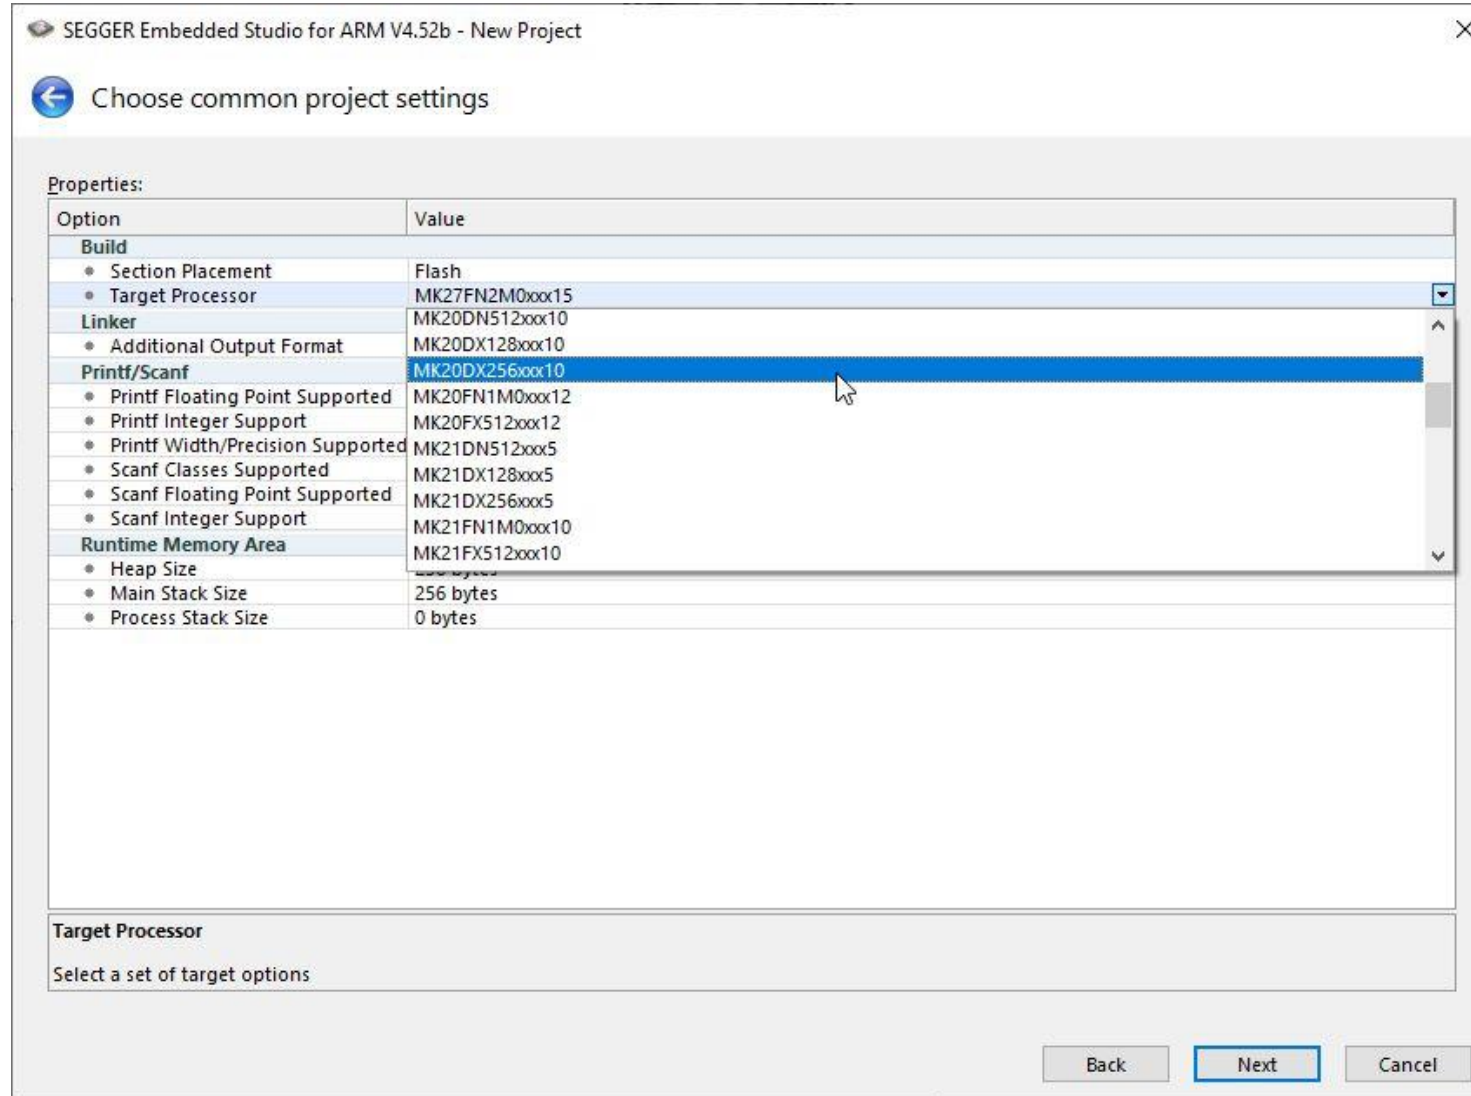 SEGGER Embedded Studio for ARM V4.52b - New Project
Choose common project settings
Properties:
Option Value
Build
Section Placement Flash
Target Processor MK27FN2M0xxx15
Linker
MK20DN512xxx10
Additional Output Format
MK20DX128xxx10
Printf/Scanf
MK20DX256xxx10
Printf Floating Point Supported
MK20FN1M0xxx12
Printf Integer Support
MK20FX512xxx12
Printf Width/Precision Supported
MK21DN512xxx5
Scanf Classes Supported
MK21DX128xxx5
Scanf Floating Point Supported
MK21DX256xxx5
Scanf Integer Support
MK21FN1M0xxx10
Runtime Memory Area
MK21FX512xxx10
Heap Size
Main Stack Size 256 bytes
Process Stack Size 0 bytes
Target Processor
Select a set of target options
Back Next Cancel